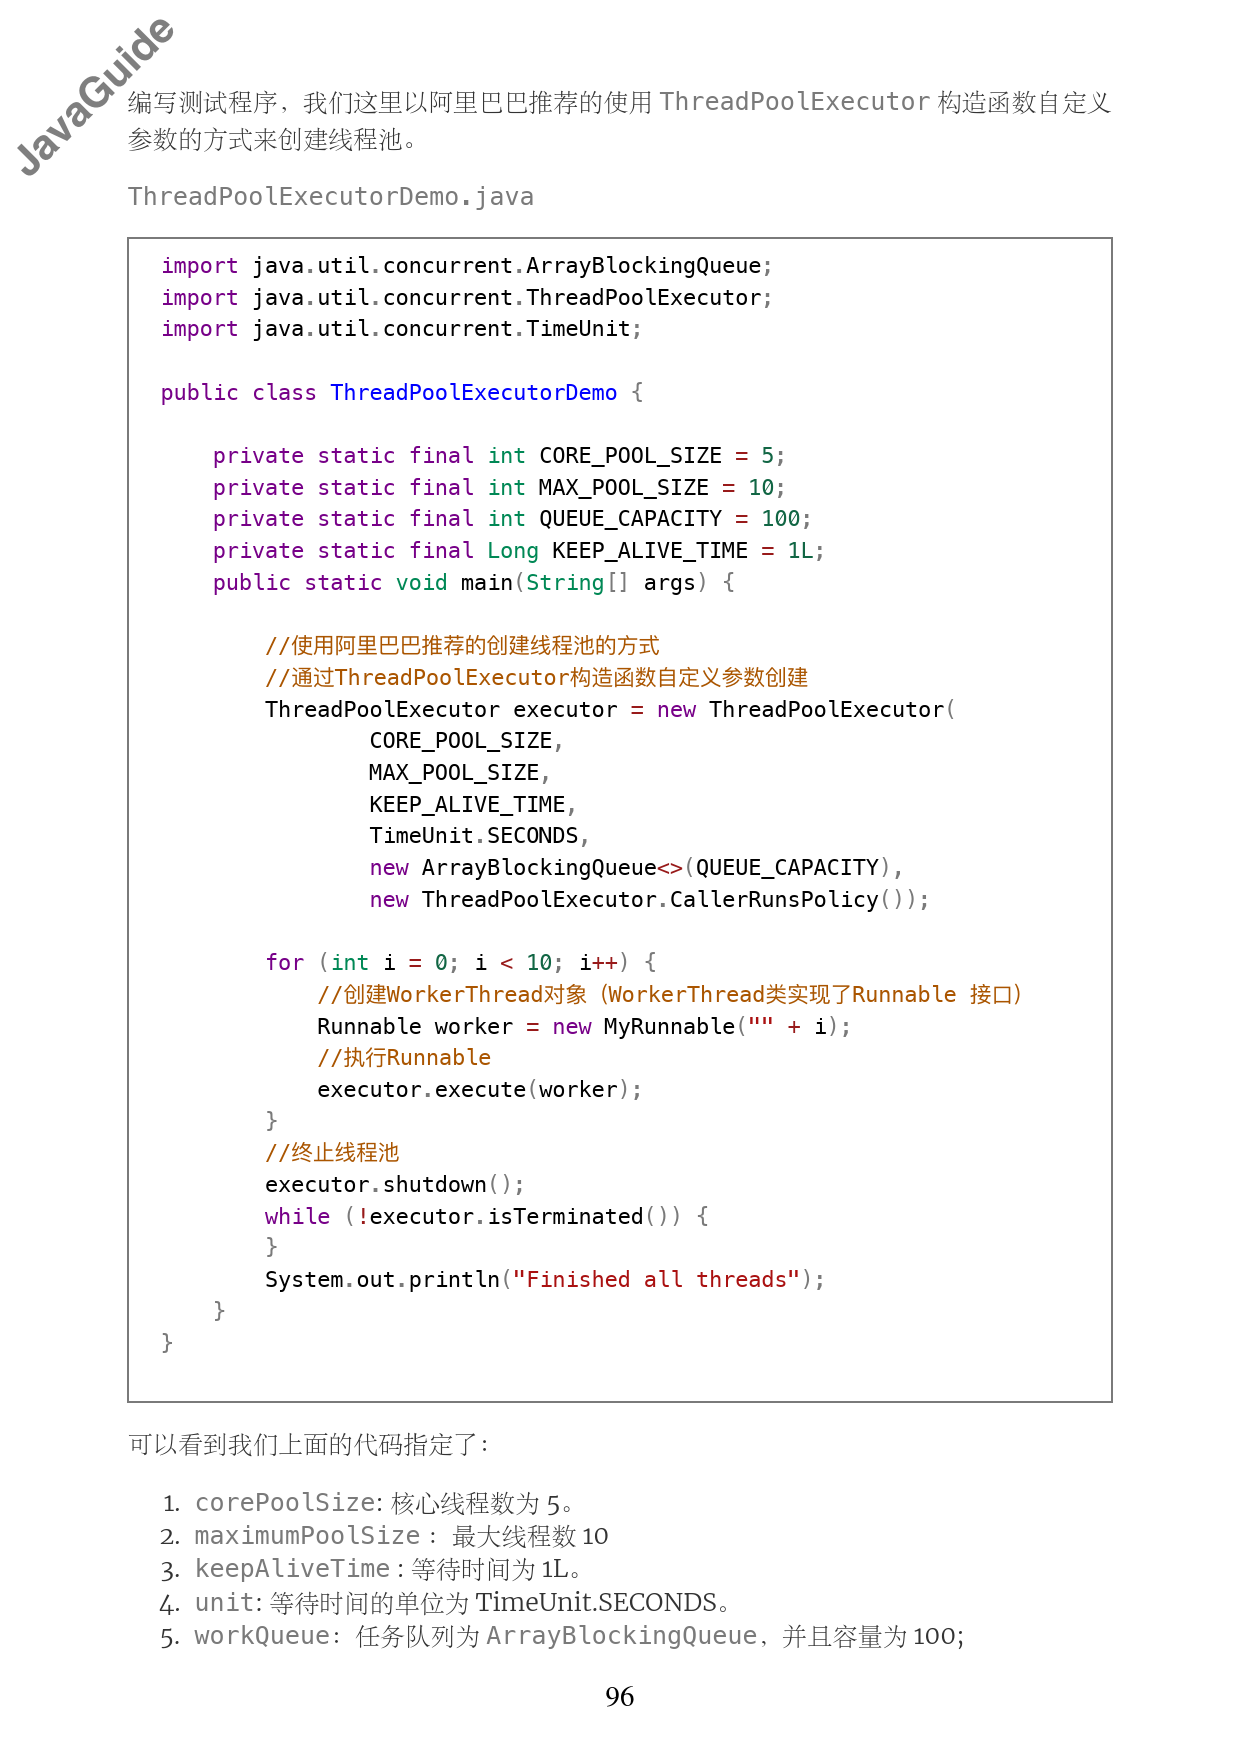 JavaGuide
编写测试程序，我们这里以阿里巴巴推荐的使用 ThreadPoolExecutor 构造函数自定义
参数的方式来创建线程池。
ThreadPoolExecutorDemo.java
import java.util.concurrent.ArrayBlockingQueue;
import java.util.concurrent.ThreadPoolExecutor;
import java.util.concurrent.TimeUnit;
public class ThreadPoolExecutorDemo {
    private static final int CORE_POOL_SIZE = 5;
    private static final int MAX_POOL_SIZE = 10;
    private static final int QUEUE_CAPACITY = 100;
    private static final Long KEEP_ALIVE_TIME = 1L;
    public static void main(String[] args) {
        //使用阿里巴巴推荐的创建线程池的方式
        //通过ThreadPoolExecutor构造函数自定义参数创建
        ThreadPoolExecutor executor = new ThreadPoolExecutor(
                CORE_POOL_SIZE,
                MAX_POOL_SIZE,
                KEEP_ALIVE_TIME,
                TimeUnit.SECONDS,
                new ArrayBlockingQueue<>(QUEUE_CAPACITY),
                new ThreadPoolExecutor.CallerRunsPolicy());
        for (int i = 0; i < 10; i++) {
            //创建WorkerThread对象（WorkerThread类实现了Runnable 接口）
            Runnable worker = new MyRunnable("" + i);
            //执行Runnable
            executor.execute(worker);
        }
        //终止线程池
        executor.shutdown();
        while (!executor.isTerminated()) {
        }
        System.out.println("Finished all threads");
    }
}
可以看到我们上面的代码指定了：
1. corePoolSize: 核心线程数为 5。
2. maximumPoolSize ：最大线程数 10
3. keepAliveTime : 等待时间为 1L。
4. unit: 等待时间的单位为 TimeUnit.SECONDS。
5. workQueue：任务队列为 ArrayBlockingQueue，并且容量为 100;
96